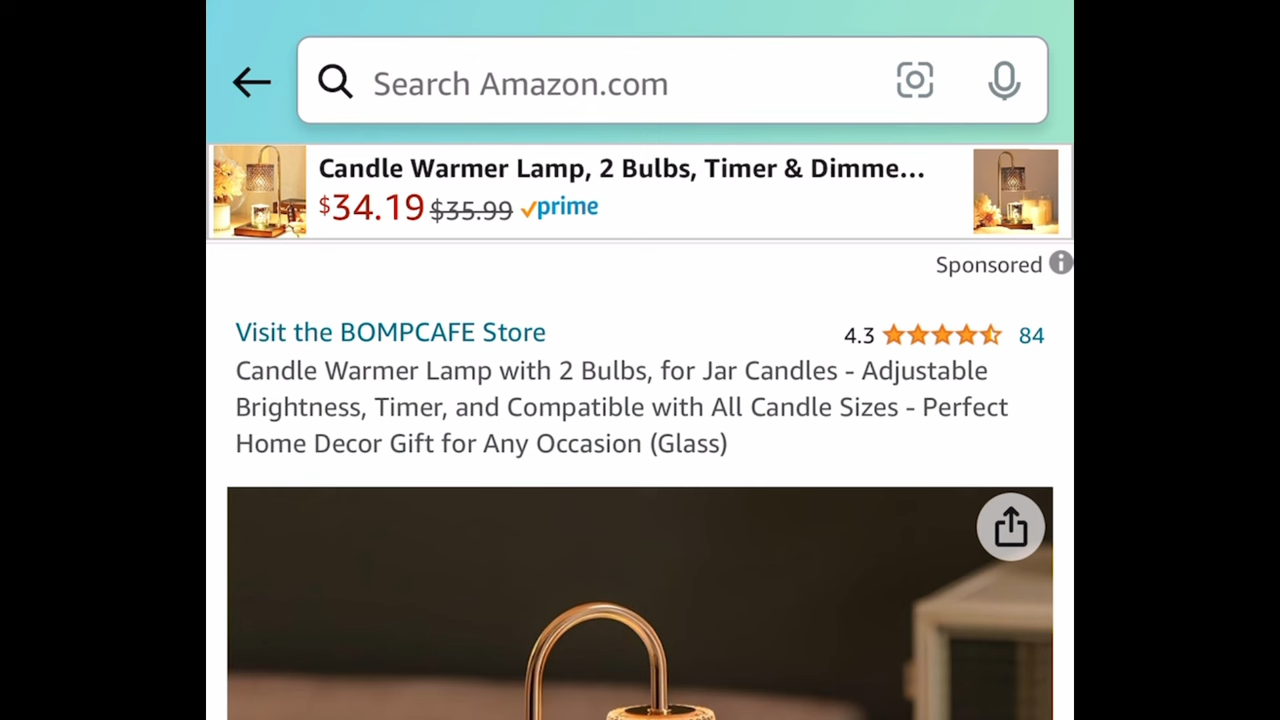 Search Amazon.com
Candle Warmer Lamp, 2 Bulbs, Timer & Dimme...
$34.19 $35.99 prime
Sponsored
Visit the BOMPCAFE Store 4.3 84
Candle Warmer Lamp with 2 Bulbs, for Jar Candles - Adjustable
Brightness, Timer, and Compatible with All Candle Sizes - Perfect
Home Decor Gift for Any Occasion (Glass)